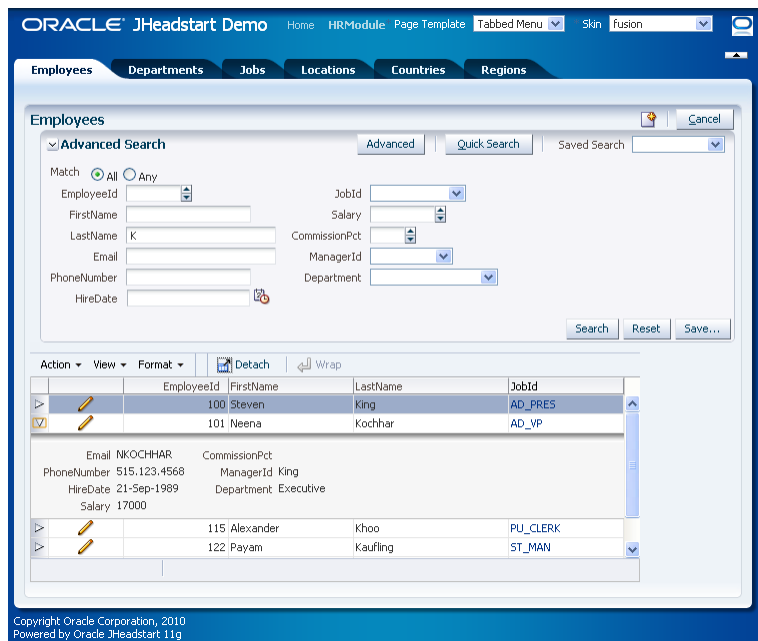 ORACLE JHeadstart Demo Home HRModule Page Template Tabbed Menu Skin fusion
Employees Departments Jobs Locations Countries Regions
Employees Cancel
Advanced Search Advanced Quick Search Saved Search
Match All Any
EmployeeId JobId
FirstName Salary
LastName K CommissionPct
Email ManagerId
PhoneNumber Department
HireDate
Search Reset Save...
Action View Format Detach Wrap
EmployeeId FirstName LastName JobId
100 Steven King AD_PRES
101 Neena Kochhar AD_VP
Email NKOCHHAR CommissionPct
PhoneNumber 515.123.4568 ManagerId King
HireDate 21-Sep-1989 Department Executive
Salary 17000
115 Alexander Khoo PU_CLERK
122 Payam Kaufling ST_MAN
Copyright Oracle Corporation, 2010
Powered by Oracle JHeadstart 11g